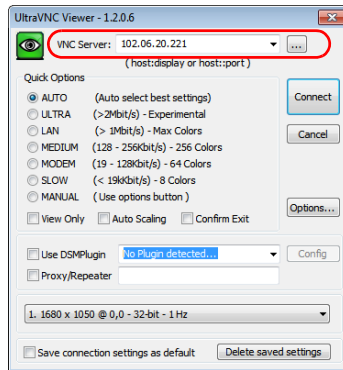 UltraVNC Viewer - 1.2.0.6
VNC Server: 102.06.20.221 ...
( host:display or host::port )
Quick Options
AUTO (Auto select best settings)
ULTRA (>2Mbit/s) - Experimental
LAN (> 1Mbit/s) - Max Colors
MEDIUM (128 - 256Kbit/s) - 256 Colors
MODEM (19 - 128Kbit/s) - 64 Colors
SLOW (< 19kKbit/s) - 8 Colors
MANUAL ( Use options button )
Connect
Cancel
View Only Auto Scaling Confirm Exit
Options...
Use DSMPlugin No Plugin detected... Config
Proxy/Repeater
1. 1680 x 1050 @ 0,0 - 32-bit - 1 Hz
Save connection settings as default Delete saved settings